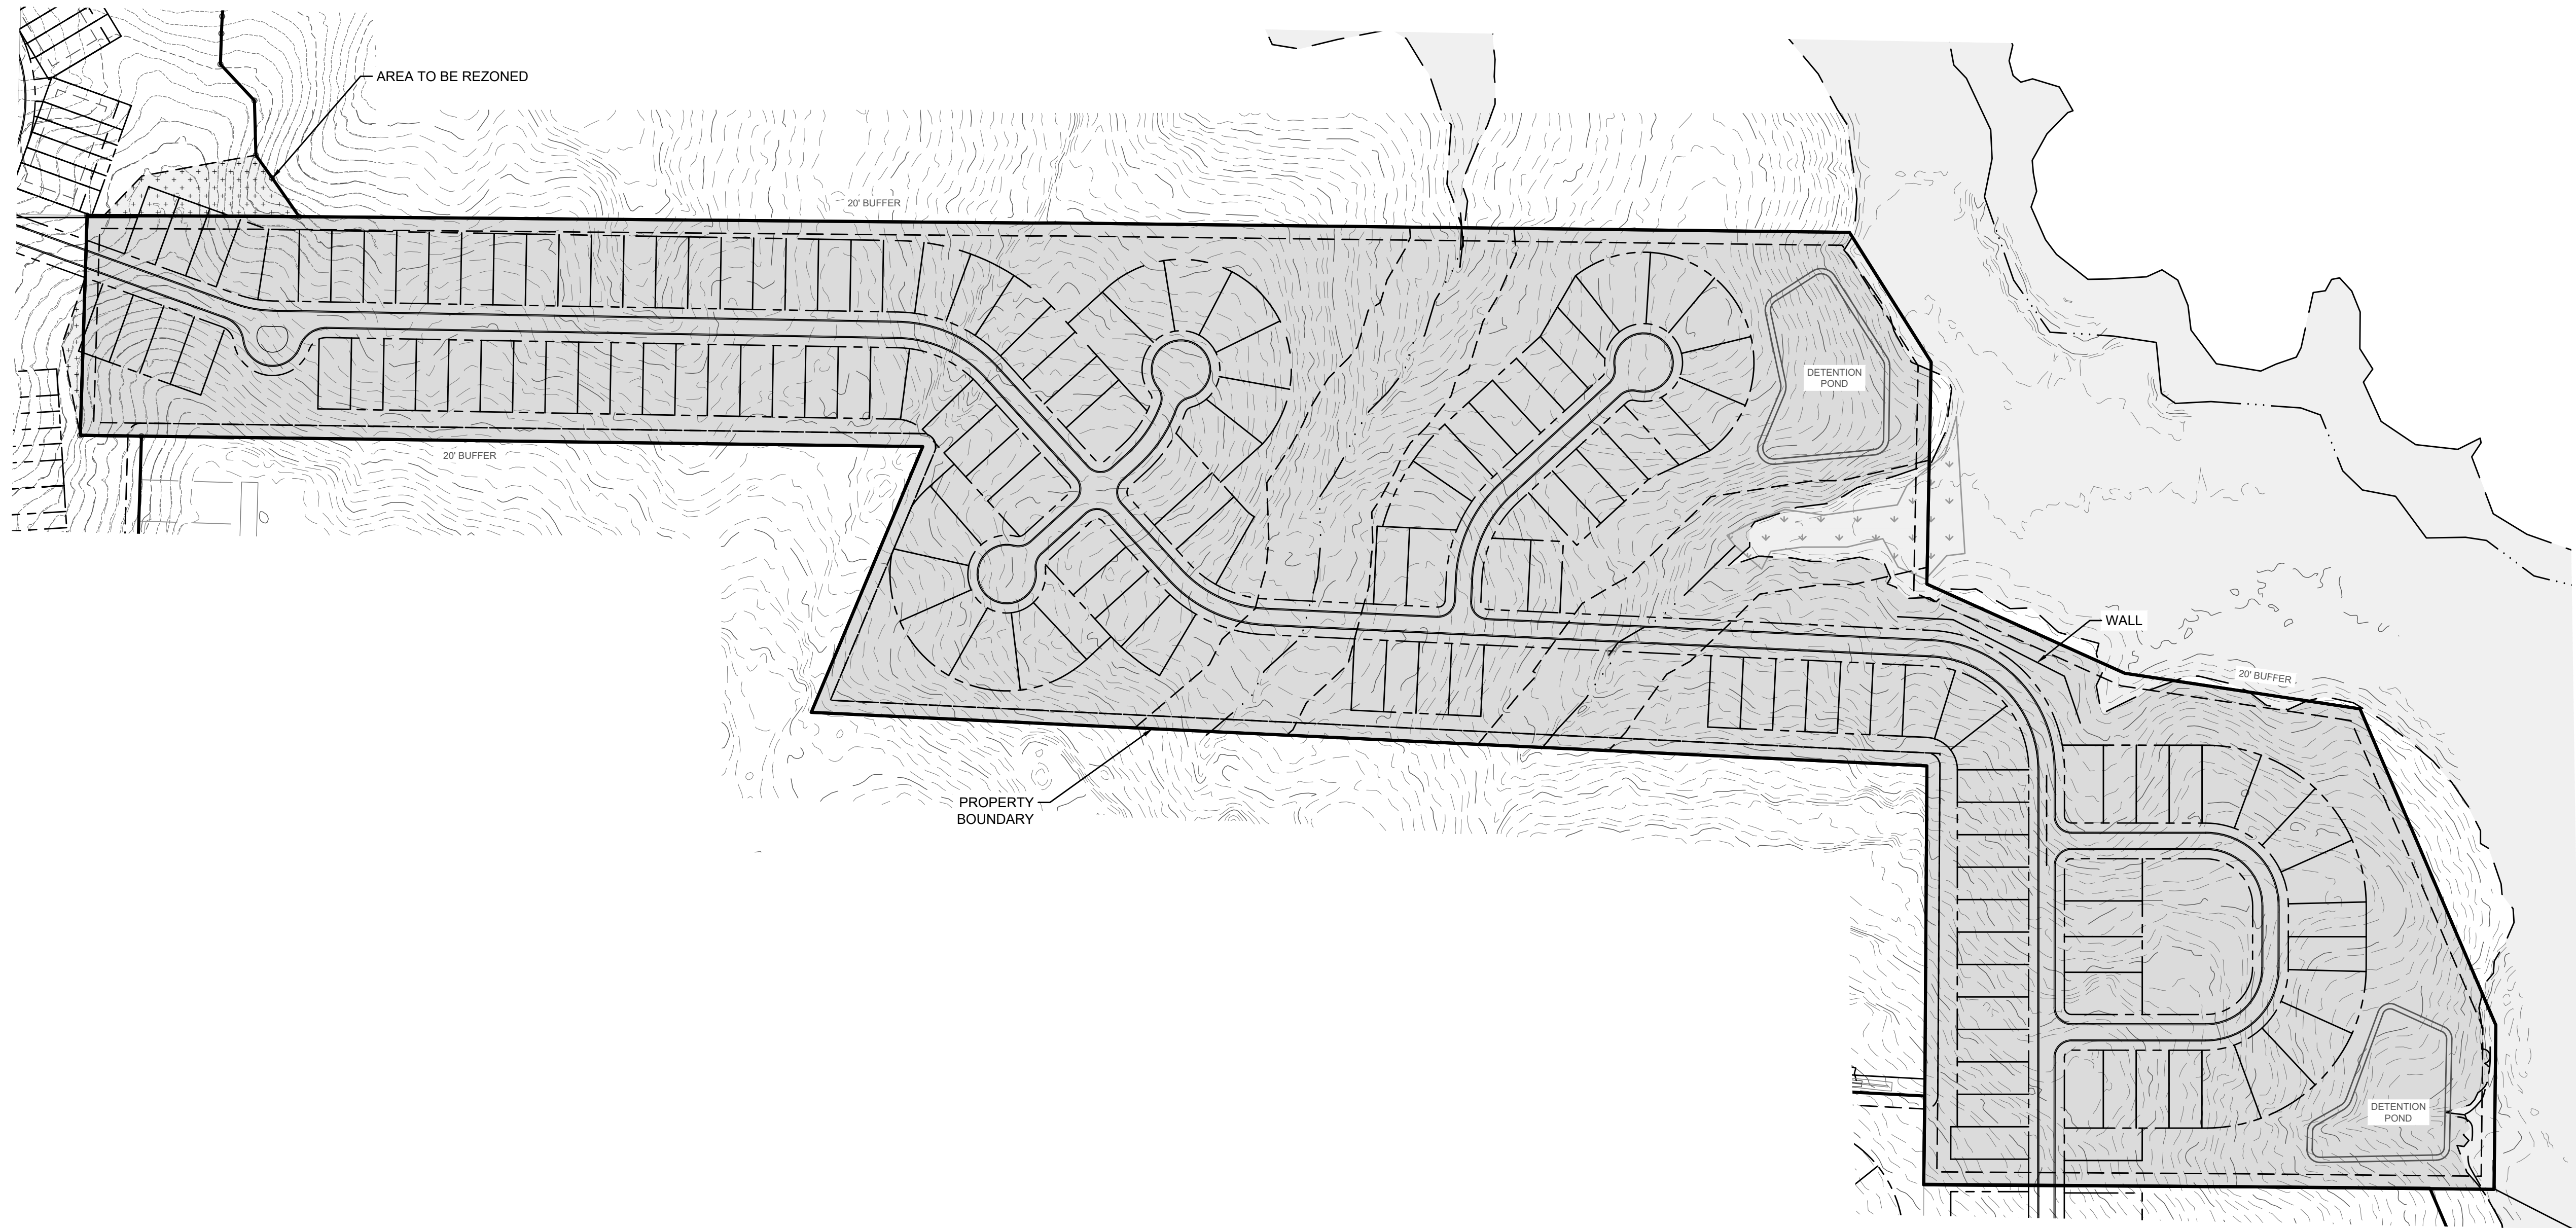 AREA TO BE REZONED
20' BUFFER
DETENTION
POND
20' BUFFER
WALL
20' BUFFER
PROPERTY
BOUNDARY
DETENTION
POND